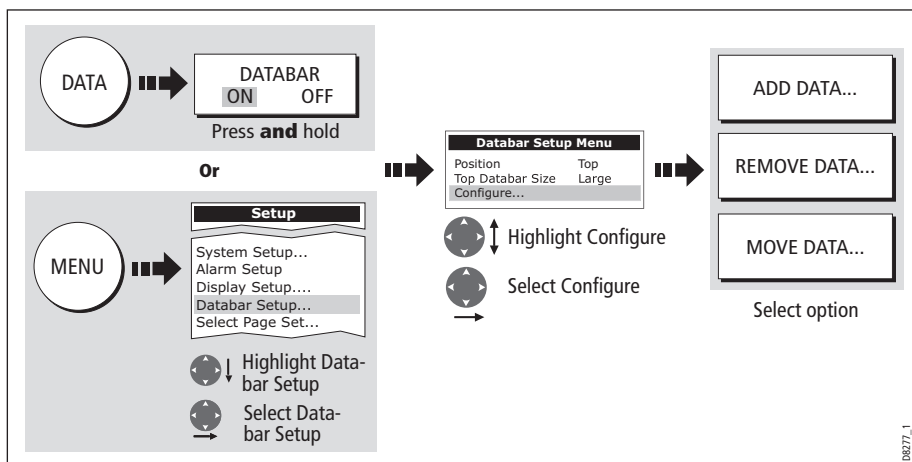 DATA
DATABAR
ON OFF
Press and hold
Or
MENU
Setup
System Setup...
Alarm Setup
Display Setup....
Databar Setup...
Select Page Set...
Highlight Data-
bar Setup
Select Data-
bar Setup
Databar Setup Menu
Position Top
Top Databar Size Large
Configure...
Highlight Configure
Select Configure
ADD DATA...
REMOVE DATA...
MOVE DATA...
Select option
D8277_1